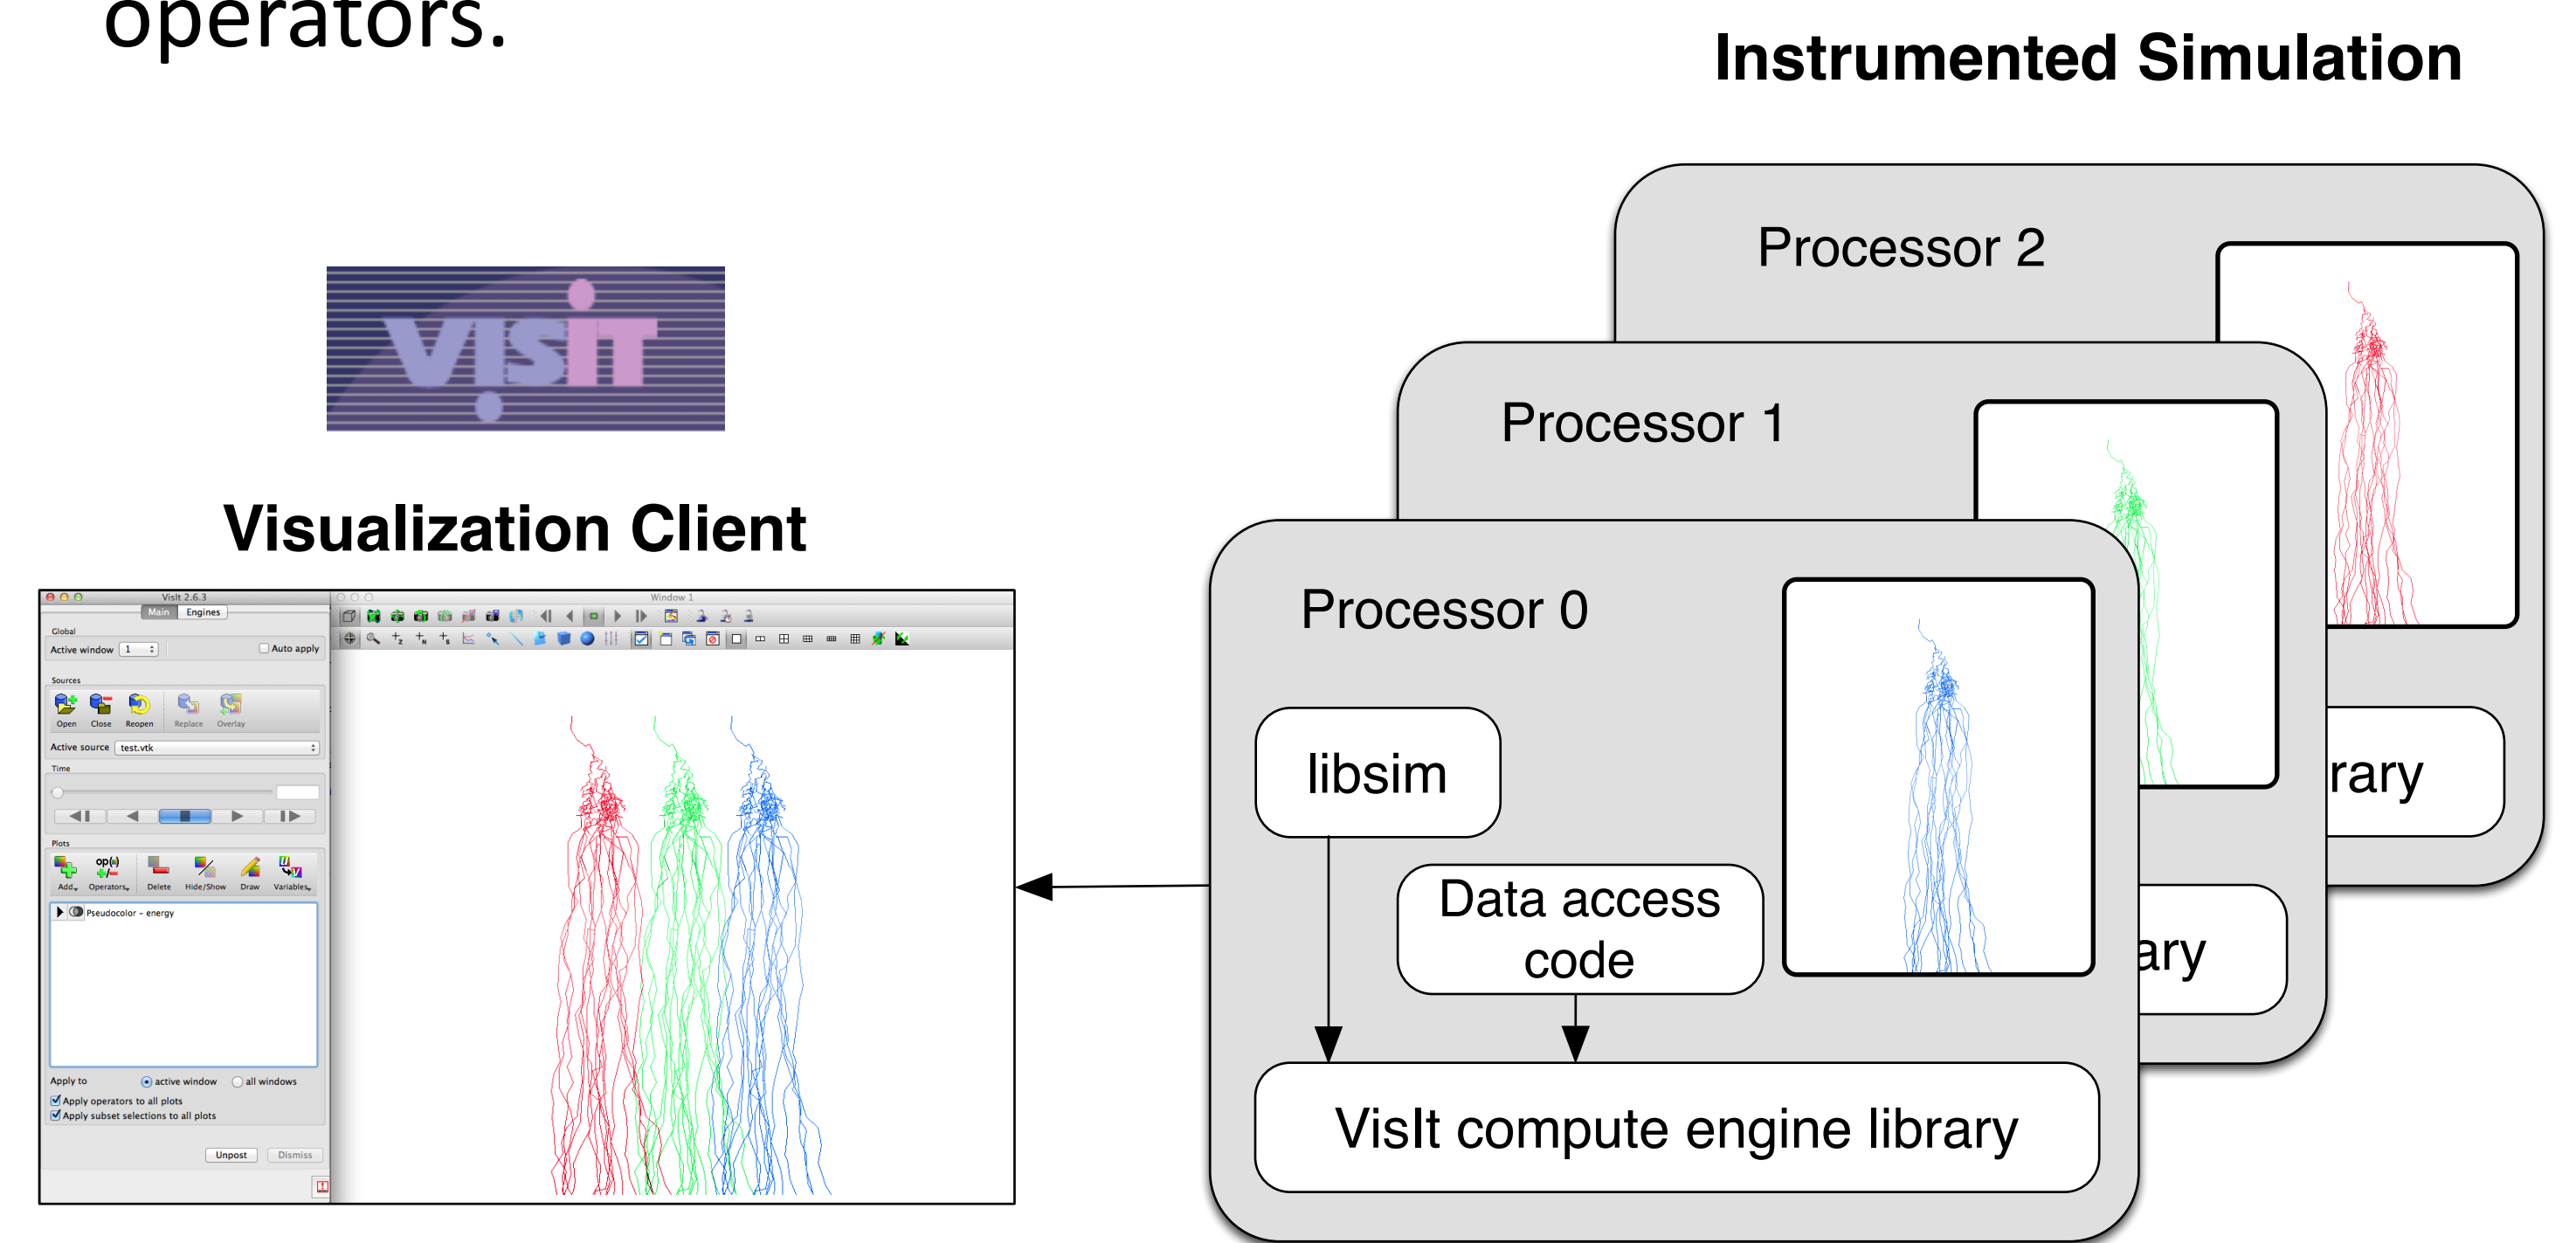 operators.
Instrumented Simulation
Processor 2
Processor 1
VISIT
Visualization Client
VisIt 2.6.3
Main Engines
Global
Active window 1 Auto apply
Sources
Open Close Reopen Replace Overlay
Active source test.vtk
Time
Plots
Add Operators Delete Hide/Show Draw Variables
Pseudocolor - energy
Apply to active window all windows
Apply operators to all plots
Apply subset selections to all plots
Unpost Dismiss
Window 1
Processor 0
libsim
Data access
code
VisIt compute engine library
rary
ary